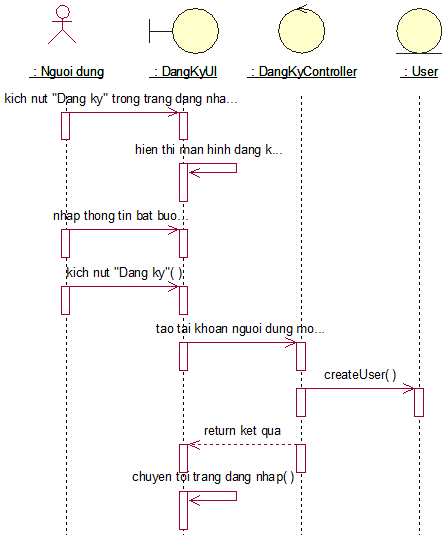 : Nguoi dung
: DangKyUI
: DangKyController
: User
kich nut "Dang ky" trong trang dang nha...
hien thi man hinh dang k...
nhap thong tin bat buo...
kich nut "Dang ky"( )
tao tai khoan nguoi dung mo...
createUser( )
return ket qua
chuyen toi trang dang nhap( )